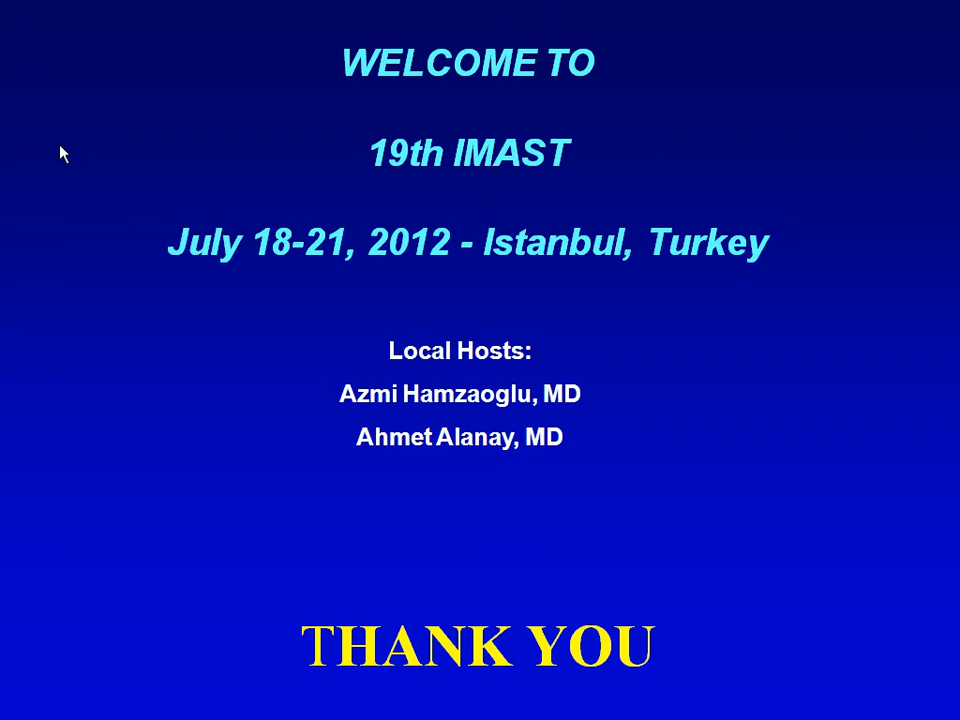 WELCOME TO
19th IMAST
July 18-21, 2012 - Istanbul, Turkey
Local Hosts:
Azmi Hamzaoglu, MD
Ahmet Alanay, MD
THANK YOU